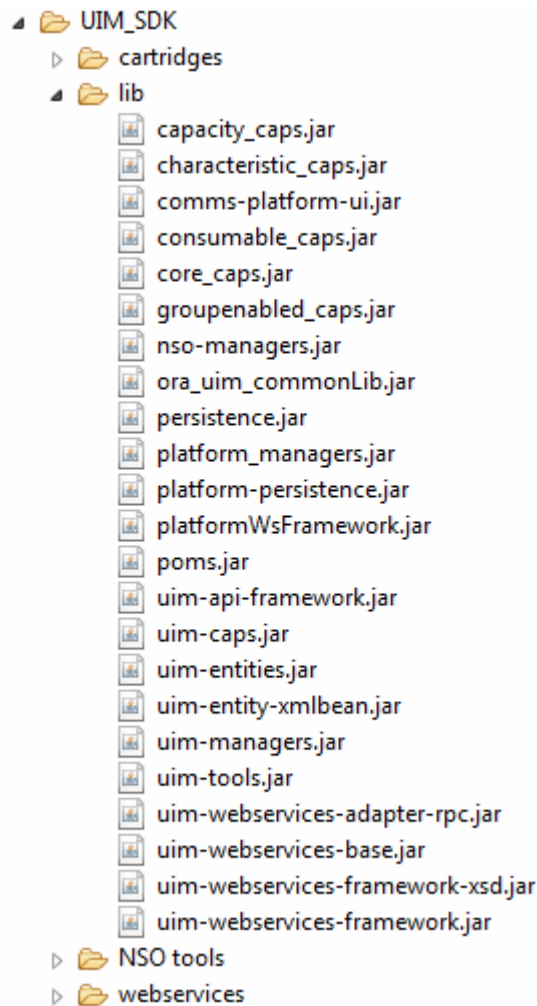 UIM_SDK
cartridges
lib
capacity_caps.jar
characteristic_caps.jar
comms-platform-ui.jar
consumable_caps.jar
core_caps.jar
groupenabled_caps.jar
nso-managers.jar
ora_uim_commonLib.jar
persistence.jar
platform_managers.jar
platform-persistence.jar
platformWsFramework.jar
poms.jar
uim-api-framework.jar
uim-caps.jar
uim-entities.jar
uim-entity-xmlbean.jar
uim-managers.jar
uim-tools.jar
uim-webservices-adapter-rpc.jar
uim-webservices-base.jar
uim-webservices-framework-xsd.jar
uim-webservices-framework.jar
NSO tools
webservices